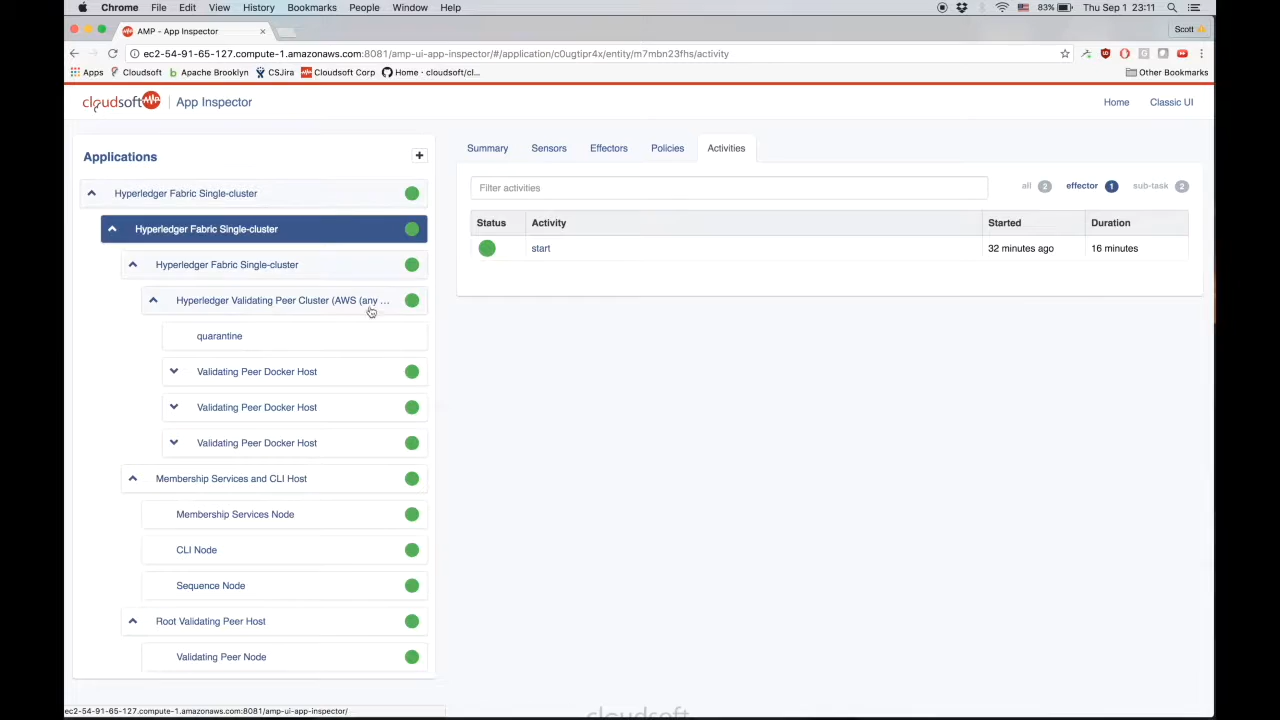 Chrome File Edit View History Bookmarks People Window Help 83% Thu Sep 1 23:11
AMP - App Inspector Scott
ec2-54-91-65-127.compute-1.amazonaws.com:8081/amp-ui-app-inspector/#/application/c0ugtipr4x/entity/m7mbn23fhs/activity
Apps Cloudsoft Apache Brooklyn CSJira Cloudsoft Corp Home · cloudsoft/cl... Other Bookmarks
cloudsoft AMP App Inspector Home Classic UI
Applications
Hyperledger Fabric Single-cluster
Hyperledger Fabric Single-cluster
Hyperledger Fabric Single-cluster
Hyperledger Validating Peer Cluster (AWS (any ...
quarantine
Validating Peer Docker Host
Validating Peer Docker Host
Validating Peer Docker Host
Membership Services and CLI Host
Membership Services Node
CLI Node
Sequence Node
Root Validating Peer Host
Validating Peer Node
Summary Sensors Effectors Policies Activities
Filter activities all 2 effector 1 sub-task 2
Status Activity Started Duration
start 32 minutes ago 16 minutes
ec2-54-91-65-127.compute-1.amazonaws.com:8081/amp-ui-app-inspector/
cloudsoft